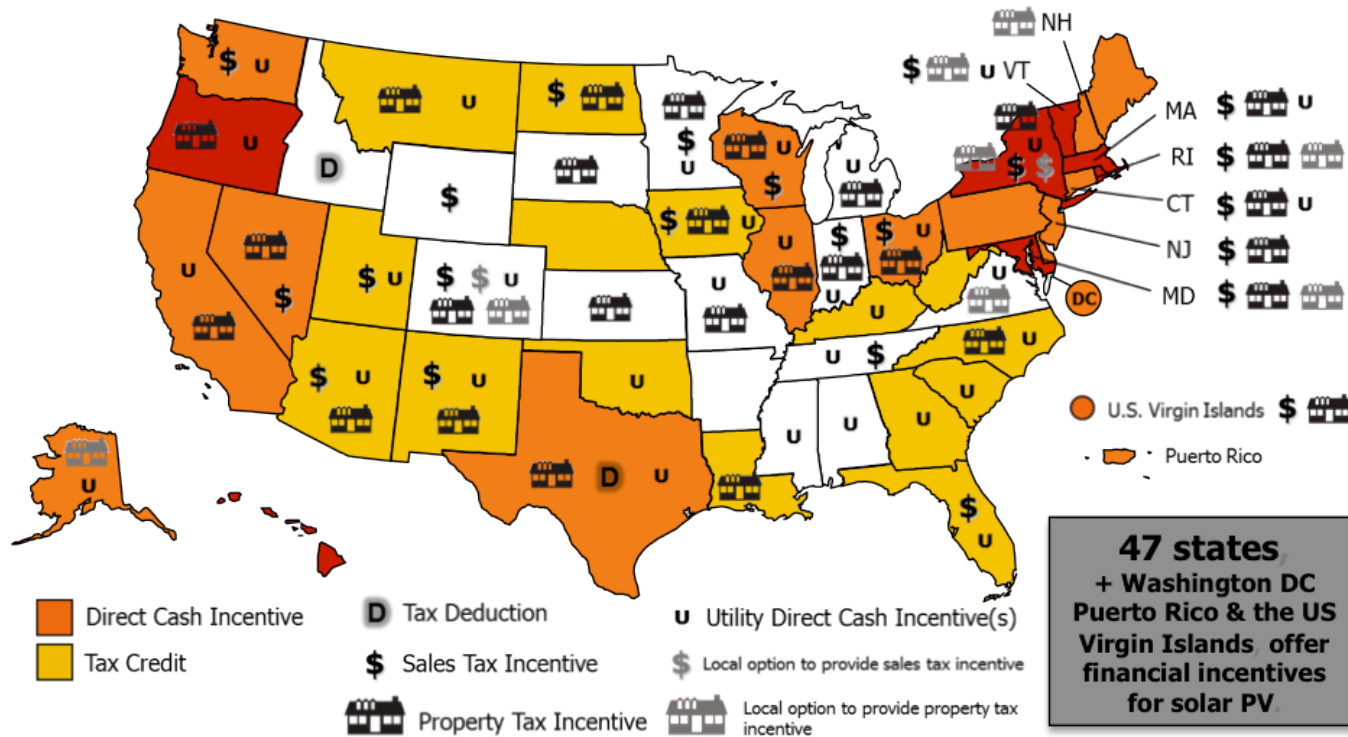 NH
$ U VT
MA $ U
RI $
CT $ U
NJ $
MD $
DC
$ U
U
U
$
$ U
U $
U
$ U
U
$ $
D
$
$ U
$ U
$ $ U
U
$
U
$ U
U
$ U
U
U
U
$
U $
U
U
$ U
$ U
U
U
U
U
U
D U
$ U
U
U.S. Virgin Islands $
Puerto Rico
47 states,
+ Washington DC
Puerto Rico & the US
Virgin Islands, offer
financial incentives
for solar PV.
Direct Cash Incentive
Tax Credit
D Tax Deduction
$ Sales Tax Incentive
Property Tax Incentive
U Utility Direct Cash Incentive(s)
$ Local option to provide sales tax incentive
Local option to provide property tax
incentive